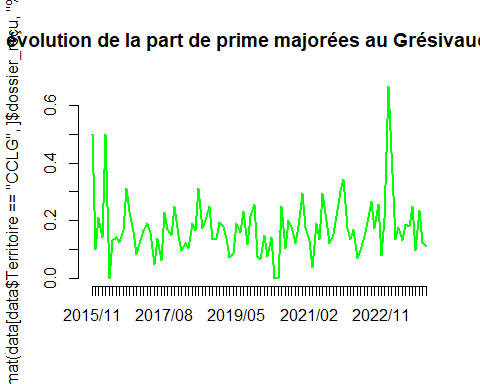 évolution de la part de prime majorées au Grésivaud
mat(data[data$Territoire == "CCLG", ]$dossier_reçu, "%
0.6
0.4
0.2
0.0
2015/11 2017/08 2019/05 2021/02 2022/11